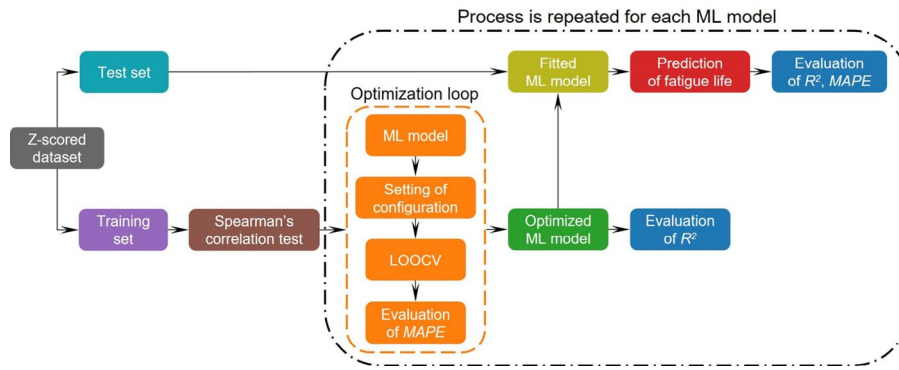 Process is repeated for each ML model
Test set
Fitted
ML model
Prediction
of fatigue life
Evaluation
of R², MAPE
Optimization loop
Z-scored
dataset
ML model
Setting of
configuration
Training
set
Spearman's
correlation test
Optimized
ML model
Evaluation
of R²
LOOCV
Evaluation
of MAPE